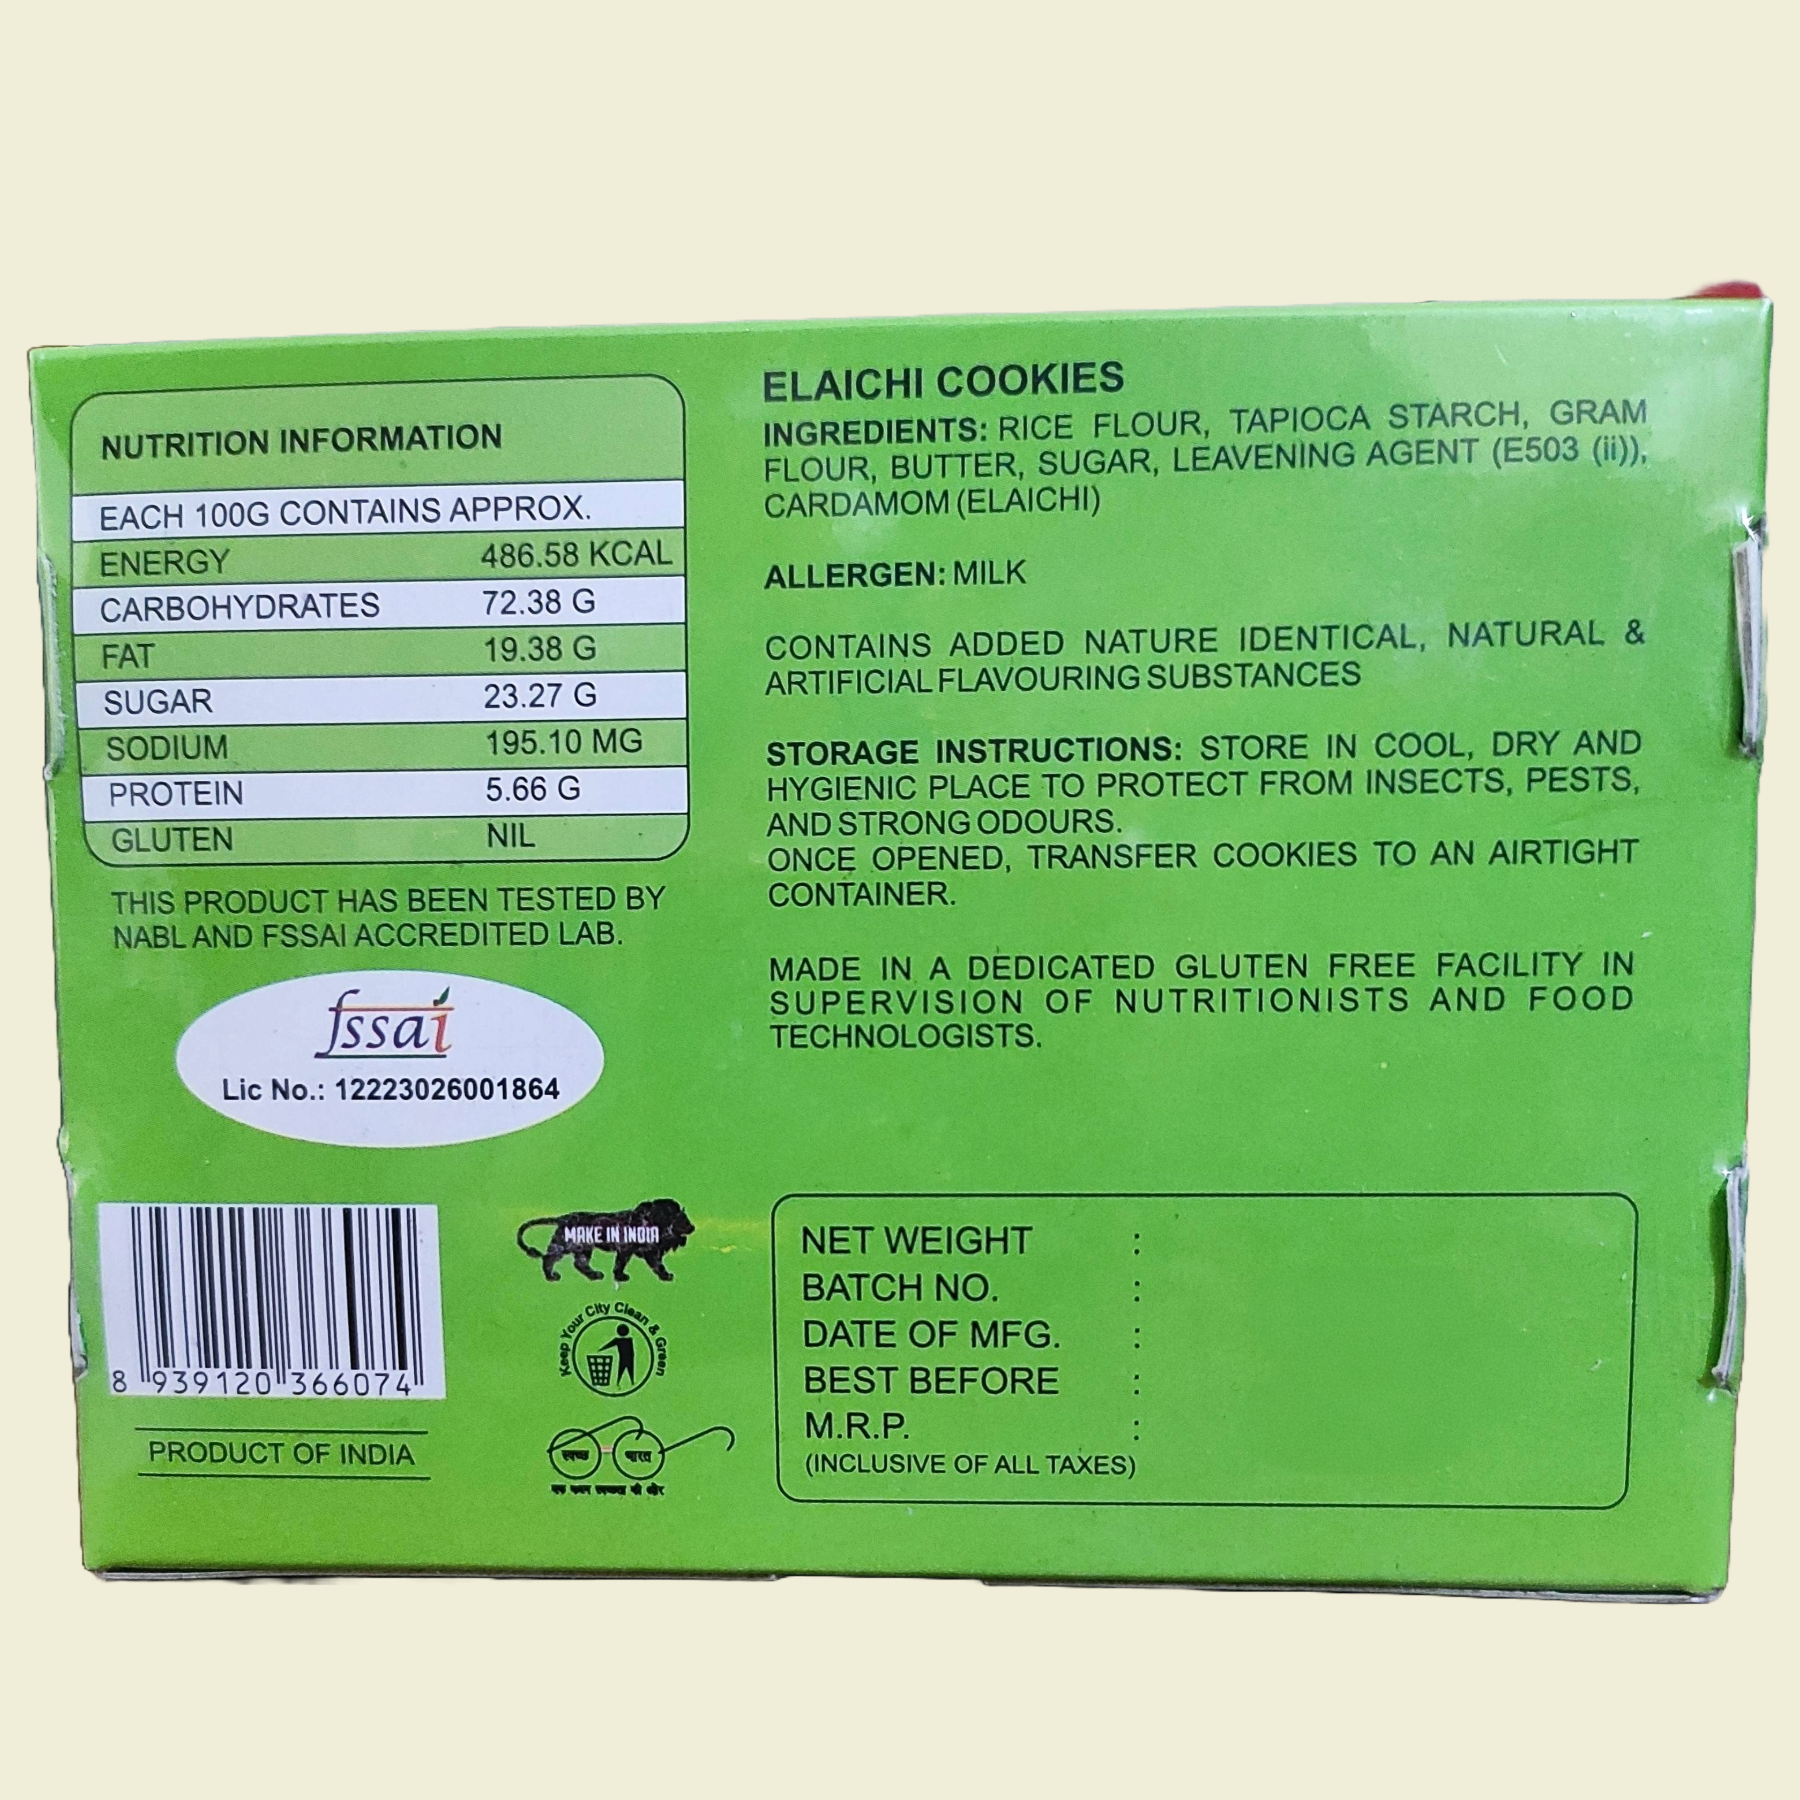 NUTRITION INFORMATION
EACH 100G CONTAINS APPROX.
ENERGY 486.58 KCAL
CARBOHYDRATES 72.38 G
FAT 19.38 G
SUGAR 23.27 G
SODIUM 195.10 MG
PROTEIN 5.66 G
GLUTEN NIL
THIS PRODUCT HAS BEEN TESTED BY
NABL AND FSSAI ACCREDITED LAB.
fssai
Lic No.: 12223026001864
8 939120 366074
PRODUCT OF INDIA
MAKE IN INDIA
Keep Your City Clean & Green
स्वच्छ भारत
ELAICHI COOKIES
INGREDIENTS: RICE FLOUR, TAPIOCA STARCH, GRAM
FLOUR, BUTTER, SUGAR, LEAVENING AGENT (E503 (ii)),
CARDAMOM (ELAICHI)
ALLERGEN: MILK
CONTAINS ADDED NATURE IDENTICAL, NATURAL &
ARTIFICIAL FLAVOURING SUBSTANCES
STORAGE INSTRUCTIONS: STORE IN COOL, DRY AND
HYGIENIC PLACE TO PROTECT FROM INSECTS, PESTS,
AND STRONG ODOURS.
ONCE OPENED, TRANSFER COOKIES TO AN AIRTIGHT
CONTAINER.
MADE IN A DEDICATED GLUTEN FREE FACILITY IN
SUPERVISION OF NUTRITIONISTS AND FOOD
TECHNOLOGISTS.
NET WEIGHT :
BATCH NO. :
DATE OF MFG. :
BEST BEFORE :
M.R.P. :
(INCLUSIVE OF ALL TAXES)